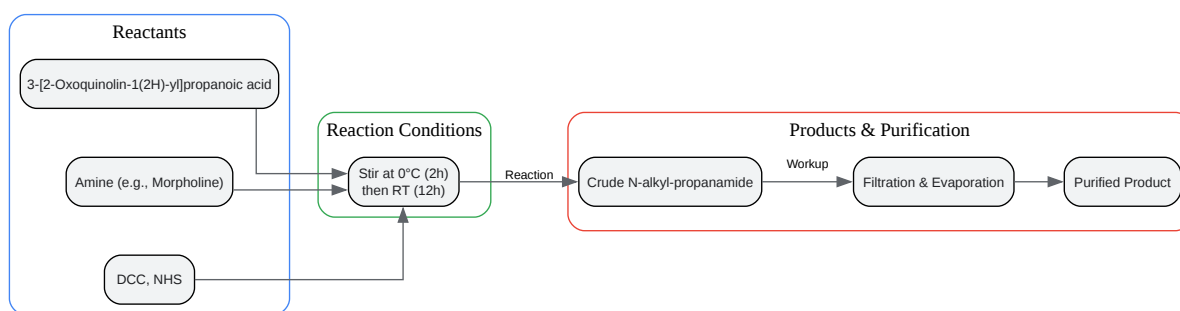 Reactants
3-[2-Oxoquinolin-1(2H)-yl]propanoic acid
Amine (e.g., Morpholine)
DCC, NHS
Reaction Conditions
Stir at 0°C (2h)
then RT (12h)
Reaction
Products & Purification
Crude N-alkyl-propanamide
Workup
Filtration & Evaporation
Purified Product